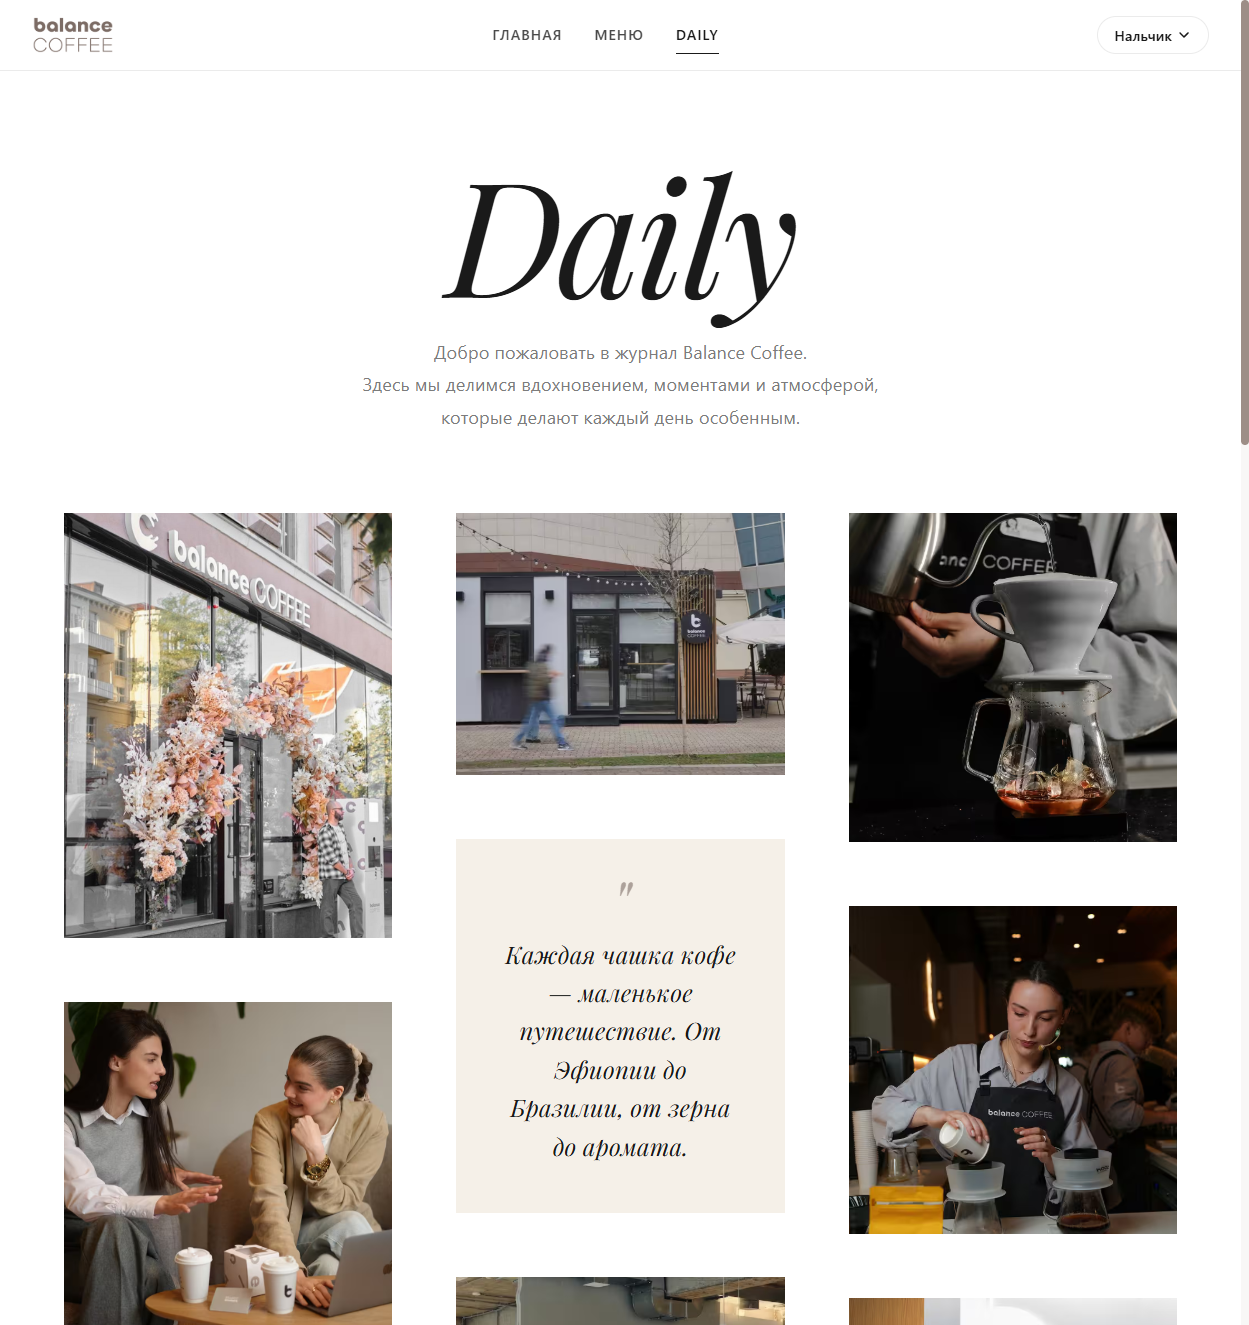 balance
COFFEE
ГЛАВНАЯ
МЕНЮ
DAILY
Нальчик
Daily
Добро пожаловать в журнал Balance Coffee.
Здесь мы делимся вдохновением, моментами и атмосферой,
которые делают каждый день особенным.
balance COFFEE
balance
COFFEE
COFFEE
"
Каждая чашка кофе
— маленькое
путешествие. От
Эфиопии до
Бразилии, от зерна
до аромата.
balance COFFEE